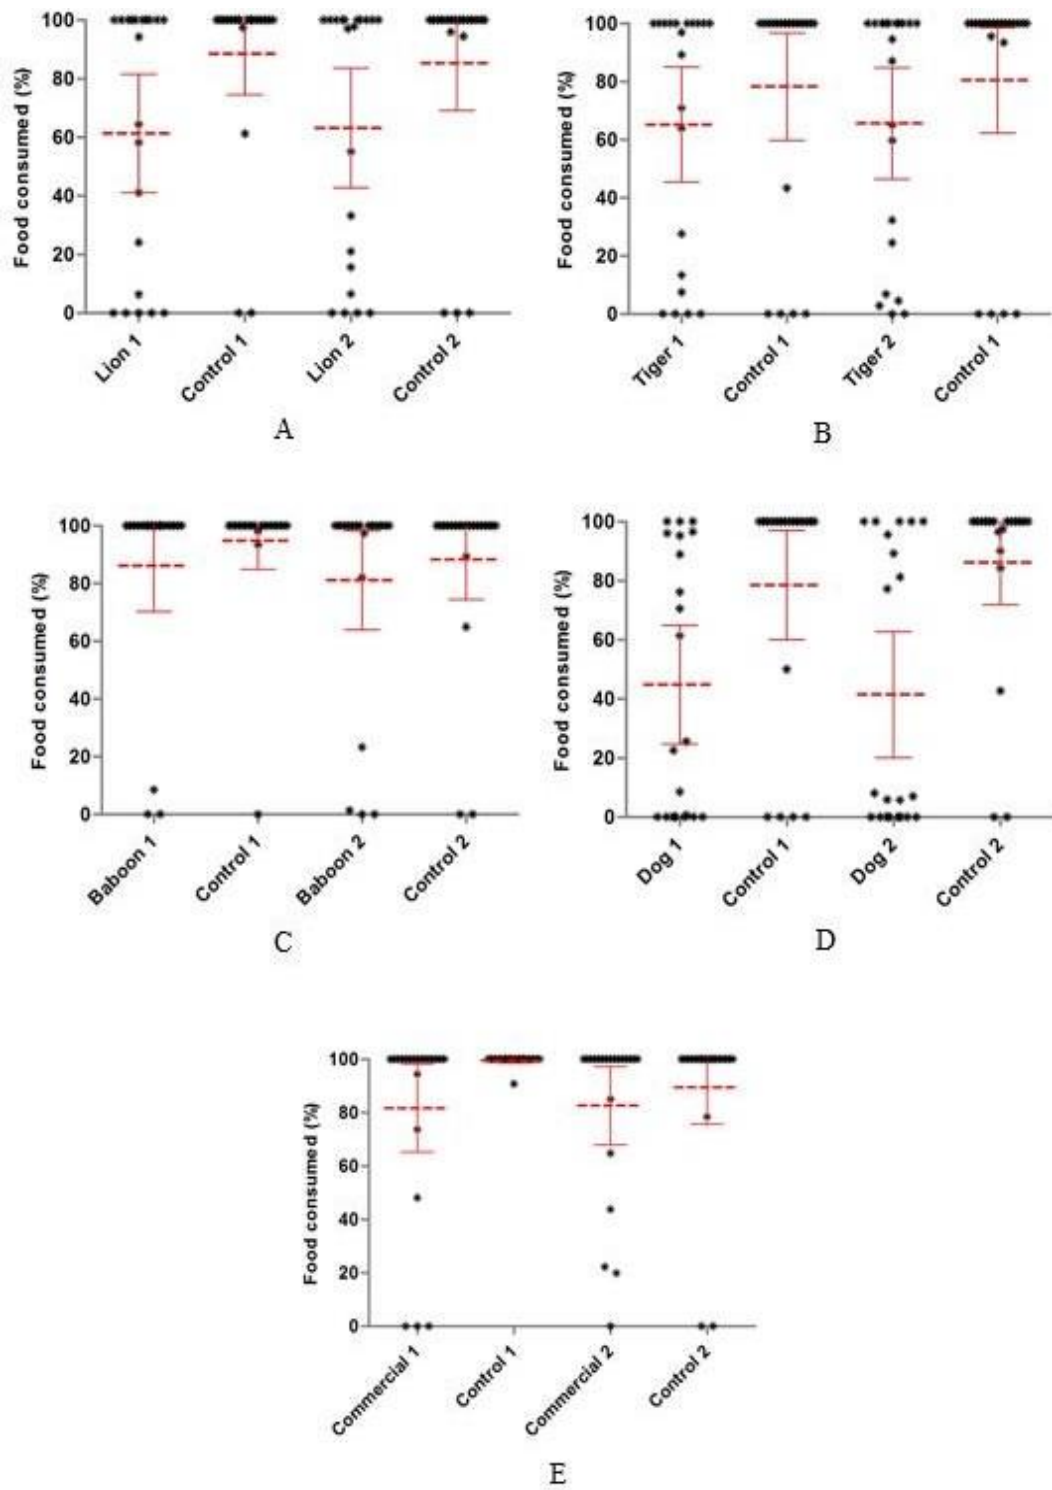 Food consumed (%)
100
80
60
40
20
0
Lion 1
Control 1
Lion 2
Control 2
A
Food consumed (%)
100
80
60
40
20
0
Tiger 1
Control 1
Tiger 2
Control 1
B
Food consumed (%)
100
80
60
40
20
0
Baboon 1
Control 1
Baboon 2
Control 2
C
Food consumed (%)
100
80
60
40
20
0
Dog 1
Control 1
Dog 2
Control 2
D
Food consumed (%)
100
80
60
40
20
0
Commercial 1
Control 1
Commercial 2
Control 2
E